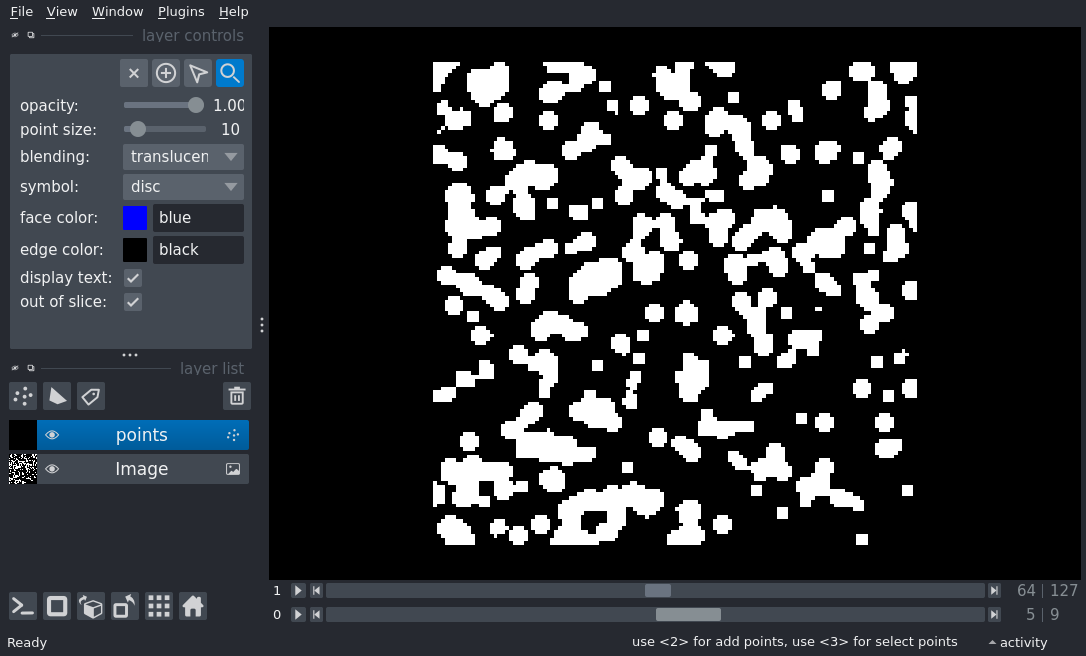 File View Window Plugins Help
layer controls
opacity: 1.00
point size: 10
blending: translucen
symbol: disc
face color: blue
edge color: black
display text:
out of slice:
layer list
points
Image
1 64 127
0 5 9
Ready use <2> for add points, use <3> for select points activity